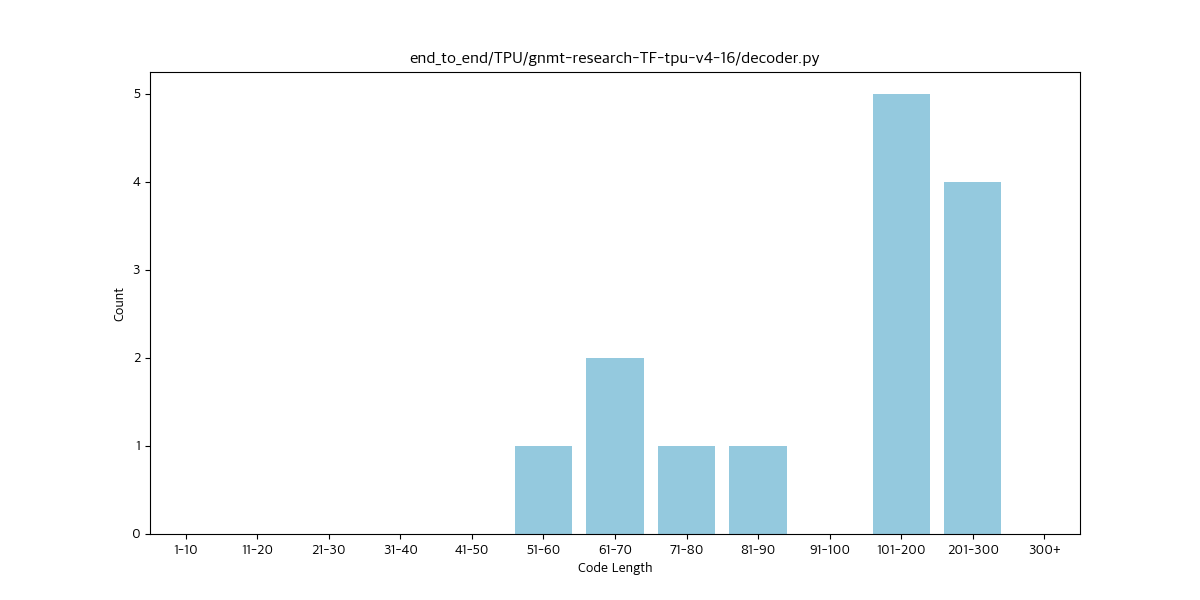 end_to_end/TPU/gnmt-research-TF-tpu-v4-16/decoder.py
5
4
3
2
1
0
Count
1-10 11-20 21-30 31-40 41-50 51-60 61-70 71-80 81-90 91-100 101-200 201-300 300+
Code Length